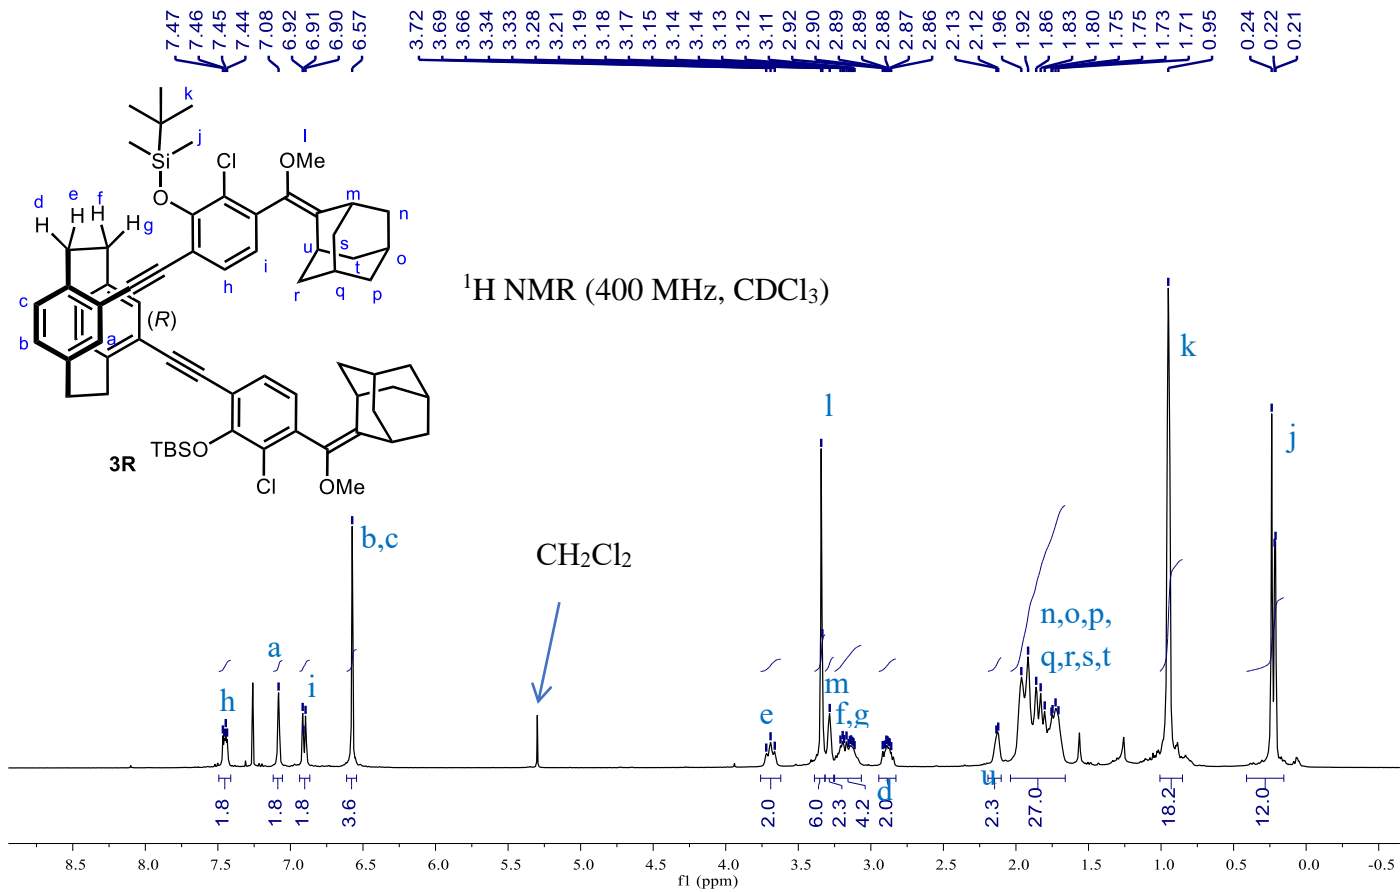 7.47 7.46 7.45 7.44 7.08 6.92 6.91 6.90 6.57 3.72 3.69 3.66 3.34 3.33 3.28 3.21 3.19 3.18 3.17 3.15 3.14 3.14 3.13 3.12 3.11 2.92 2.90 2.89 2.89 2.88 2.87 2.86 2.13 2.12 1.96 1.92 1.86 1.83 1.80 1.75 1.75 1.73 1.71 0.95 0.24 0.22 0.21
k
j
l
Si
Cl
OMe
O
m
n
d e f
H H H H
g
u s t o
i
h
r q p
c
(R)
b
a
TBSO
3R
Cl
OMe
¹H NMR (400 MHz, CDCl₃)
k
l
j
b,c
CH₂Cl₂
n,o,p,
q,r,s,t
a
h
i
m
e
f,g
u
d
1.8 1.8 1.8 3.6 2.0 6.0 2.3 4.2 2.0 2.3 27.0 18.2 12.0
8.5 8.0 7.5 7.0 6.5 6.0 5.5 5.0 4.5 4.0 3.5 3.0 2.5 2.0 1.5 1.0 0.5 0.0 -0.5
f1 (ppm)